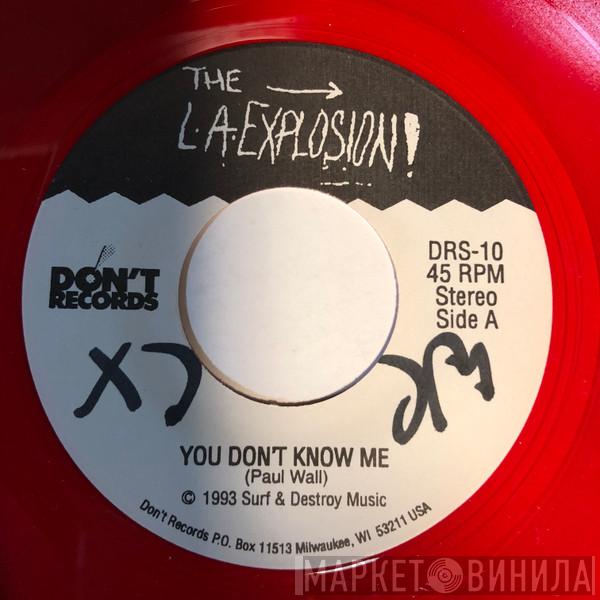 THE
L.A. EXPLOSION!
DON'T
RECORDS
DRS-10
45 RPM
Stereo
Side A
YOU DON'T KNOW ME
(Paul Wall)
© 1993 Surf & Destroy Music
Don't Records P.O. Box 11513 Milwaukee, WI 53211 USA
МАРКЕТ ВИНИЛА